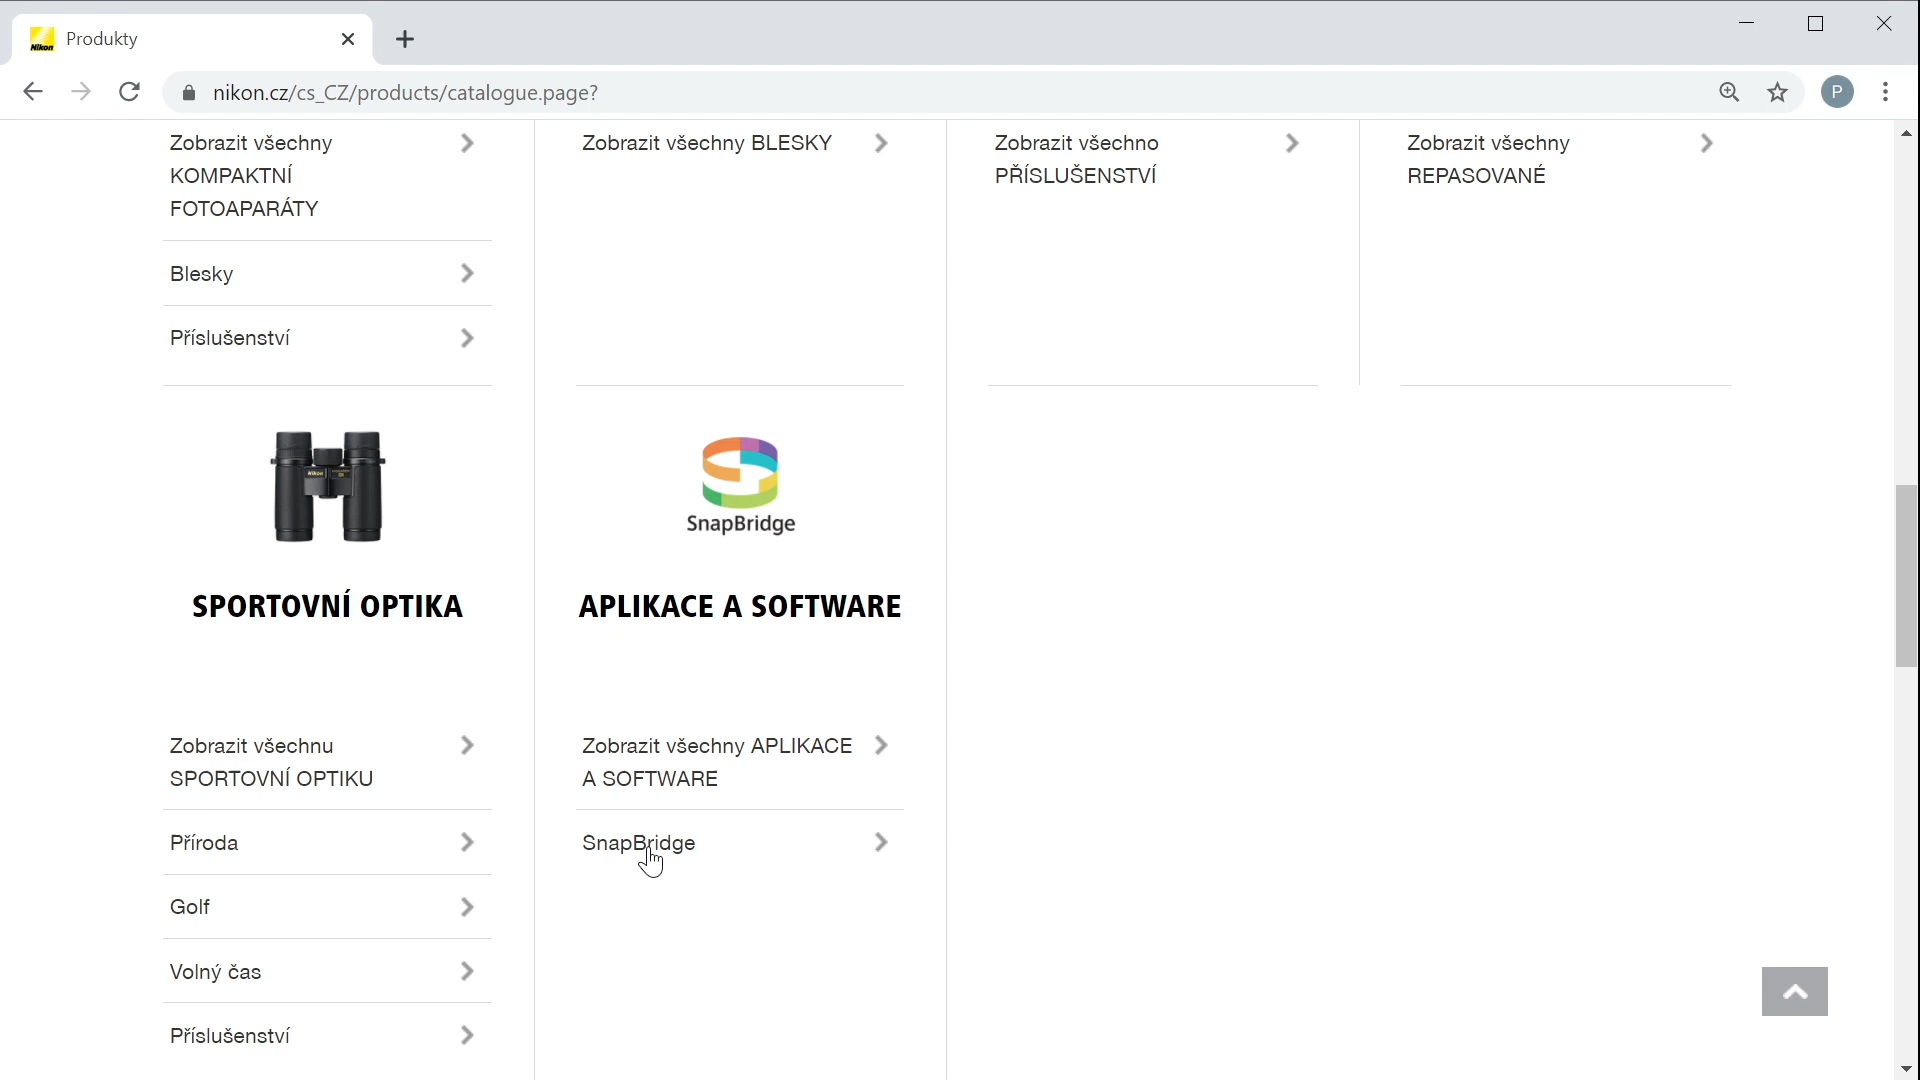 Produkty
nikon.cz/cs_CZ/products/catalogue.page?
P
Zobrazit všechny
KOMPAKTNÍ
FOTOAPARÁTY
Blesky
Příslušenství
Zobrazit všechny BLESKY
Zobrazit všechno
PŘÍSLUŠENSTVÍ
Zobrazit všechny
REPASOVANÉ
Nikon
SPORTOVNÍ OPTIKA
Zobrazit všechnu
SPORTOVNÍ OPTIKU
Příroda
Golf
Volný čas
Příslušenství
SnapBridge
APLIKACE A SOFTWARE
Zobrazit všechny APLIKACE
A SOFTWARE
SnapBridge